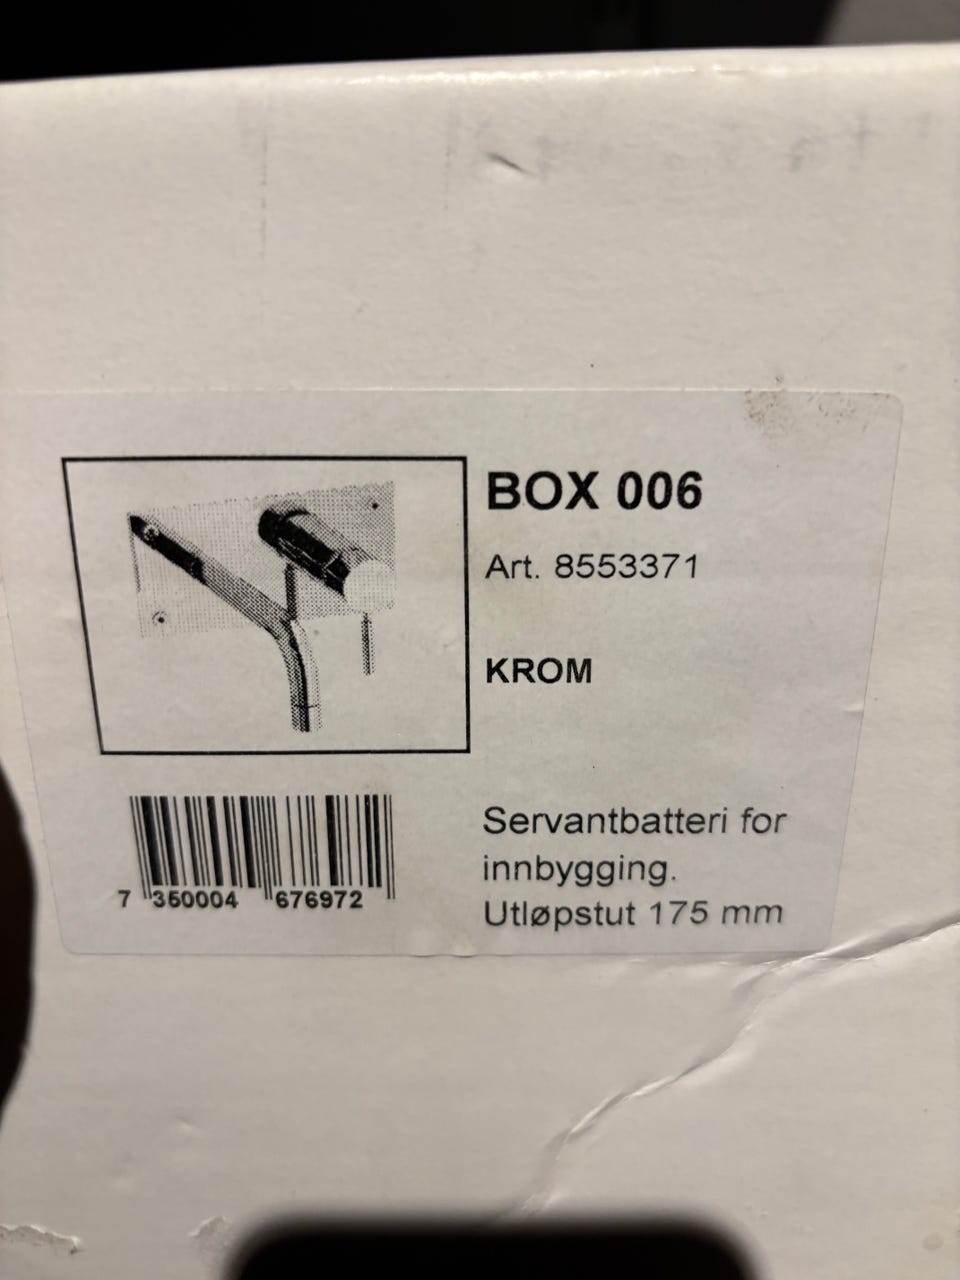 BOX 006
Art. 8553371
KROM
Servantbatteri for
innbygging.
Utløpstut 175 mm
7 350004 676972